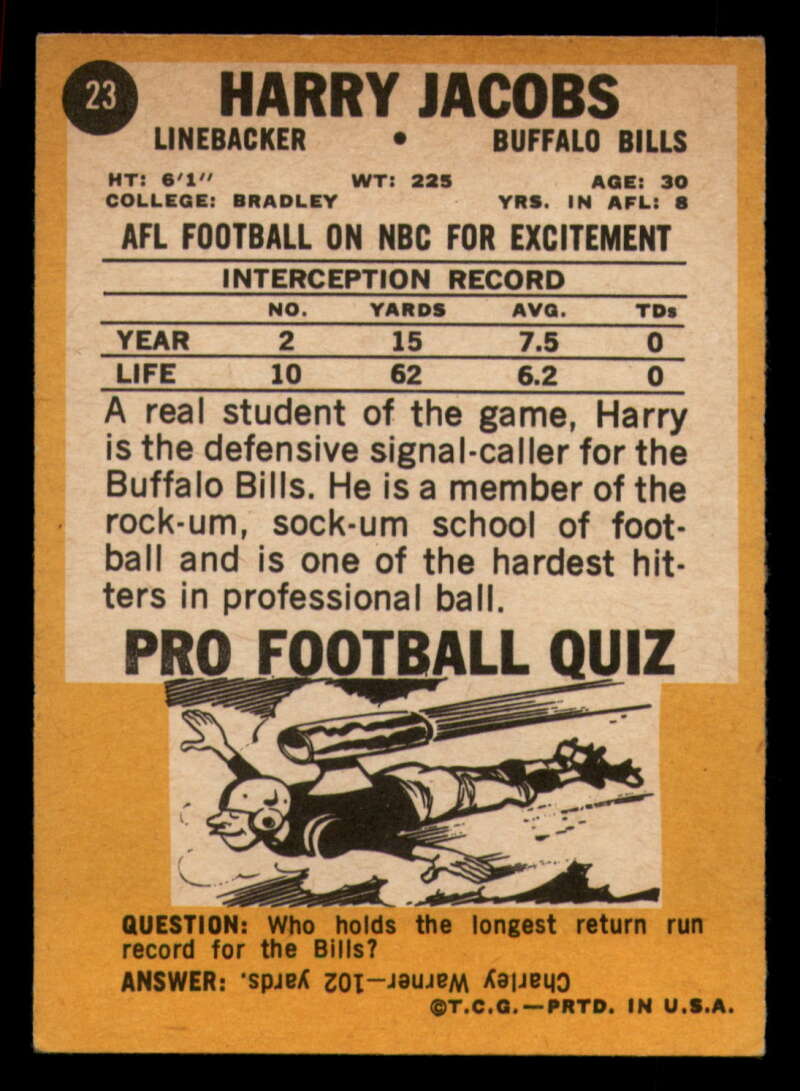 23
HARRY JACOBS
LINEBACKER • BUFFALO BILLS
HT: 6'1" WT: 225 AGE: 30
COLLEGE: BRADLEY YRS. IN AFL: 8
AFL FOOTBALL ON NBC FOR EXCITEMENT
INTERCEPTION RECORD
NO. YARDS AVG. TDs
YEAR 2 15 7.5 0
LIFE 10 62 6.2 0
A real student of the game, Harry
is the defensive signal-caller for the
Buffalo Bills. He is a member of the
rock-um, sock-um school of foot-
ball and is one of the hardest hit-
ters in professional ball.
PRO FOOTBALL QUIZ
QUESTION: Who holds the longest return run
record for the Bills?
ANSWER: Charley Warner—102 yards.
©T.C.G.—PRTD. IN U.S.A.